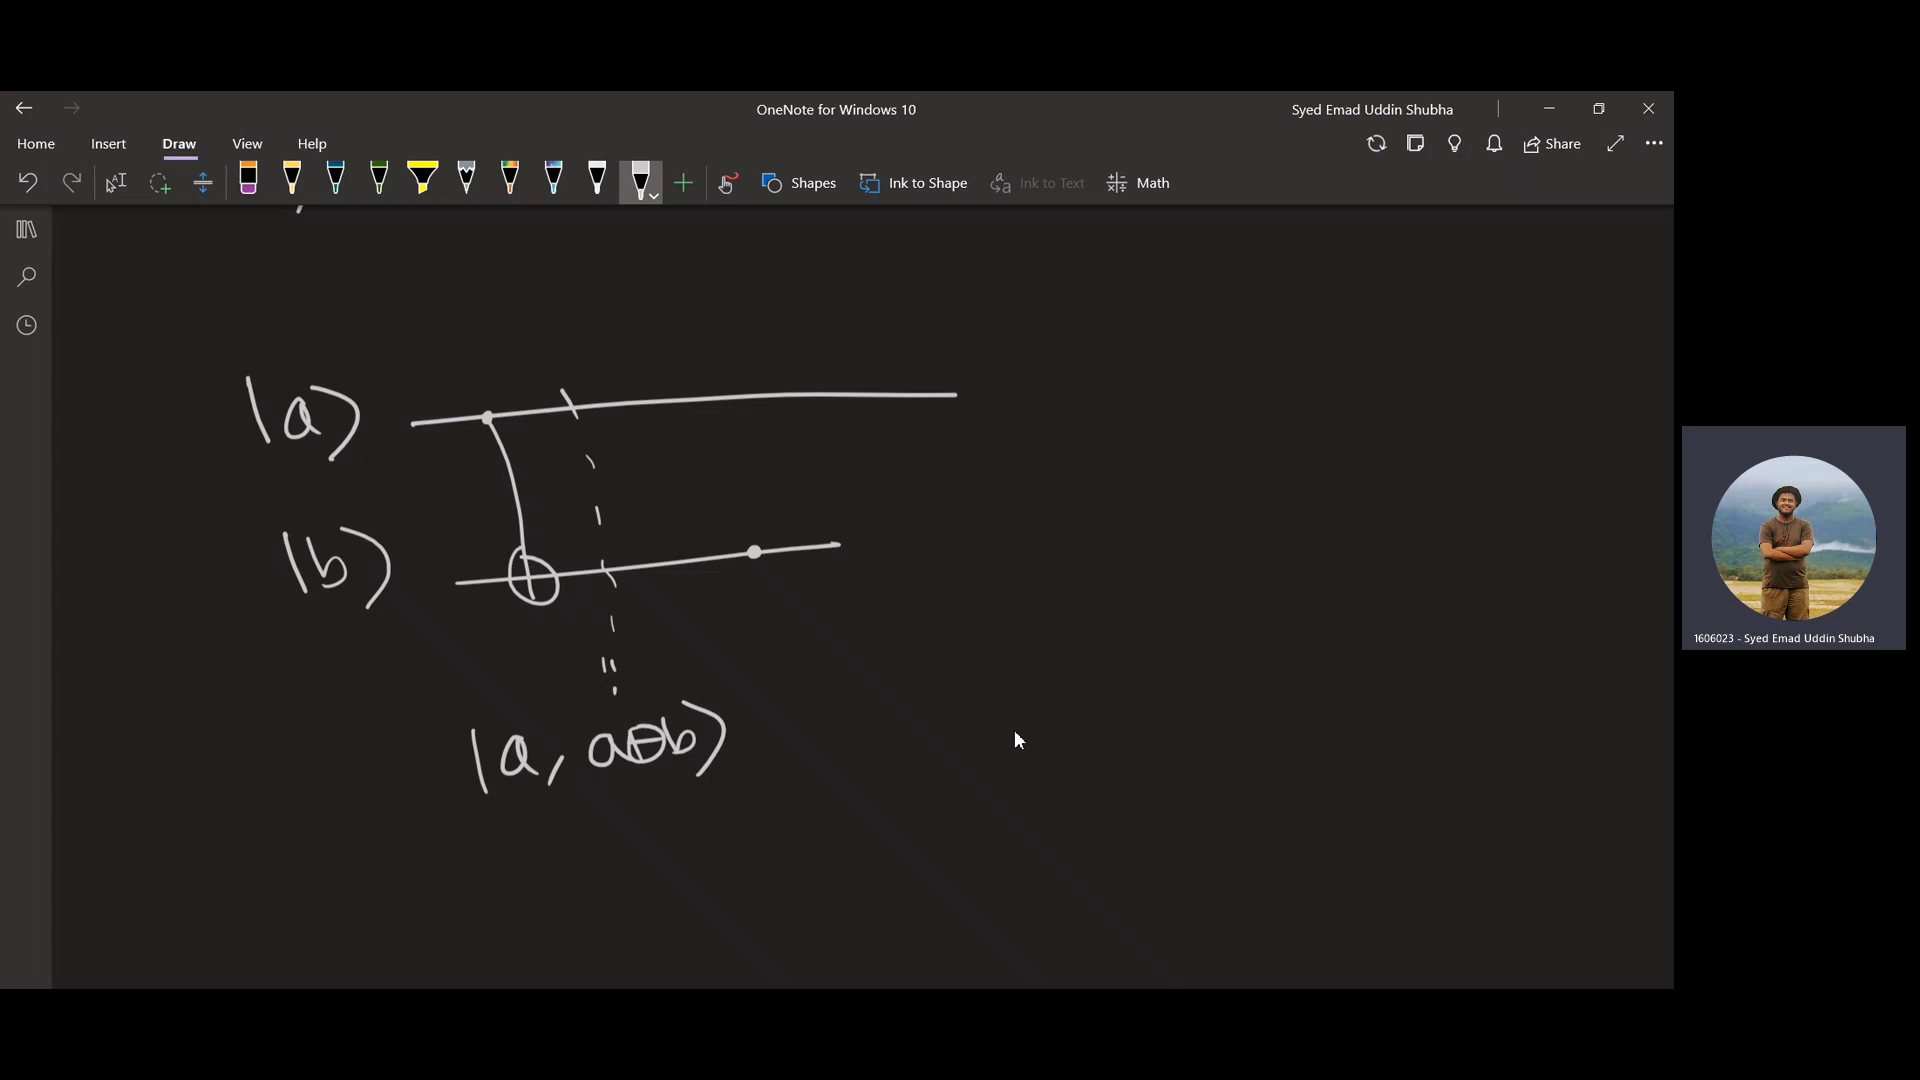 OneNote for Windows 10
Syed Emad Uddin Shubha
Home Insert Draw View Help
Share
Shapes Ink to Shape Ink to Text Math
|a⟩
|b⟩
|a, a⊕b⟩
1606023 - Syed Emad Uddin Shubha